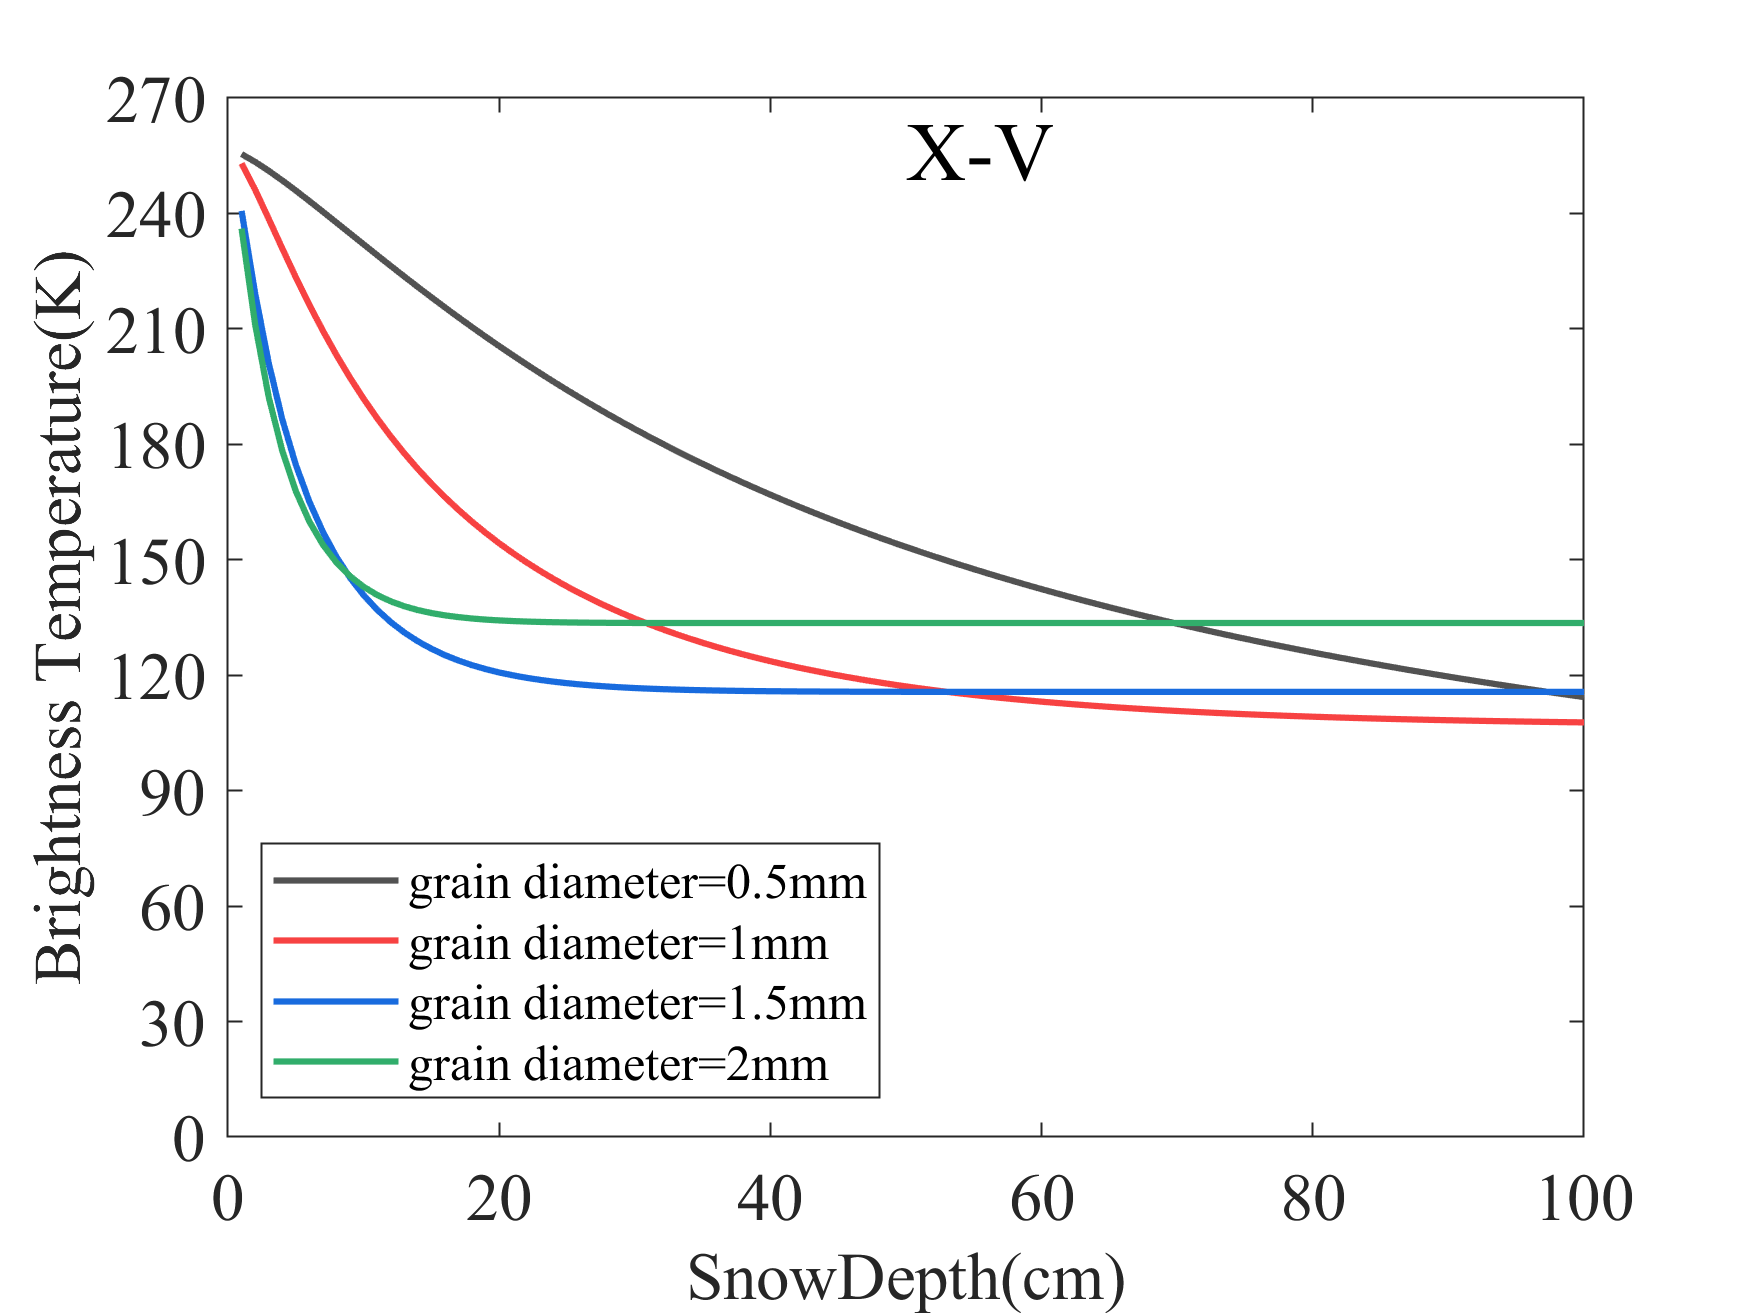 X-V
270
240
210
180
150
120
90
60
30
0
Brightness Temperature(K)
grain diameter=0.5mm
grain diameter=1mm
grain diameter=1.5mm
grain diameter=2mm
0 20 40 60 80 100
SnowDepth(cm)